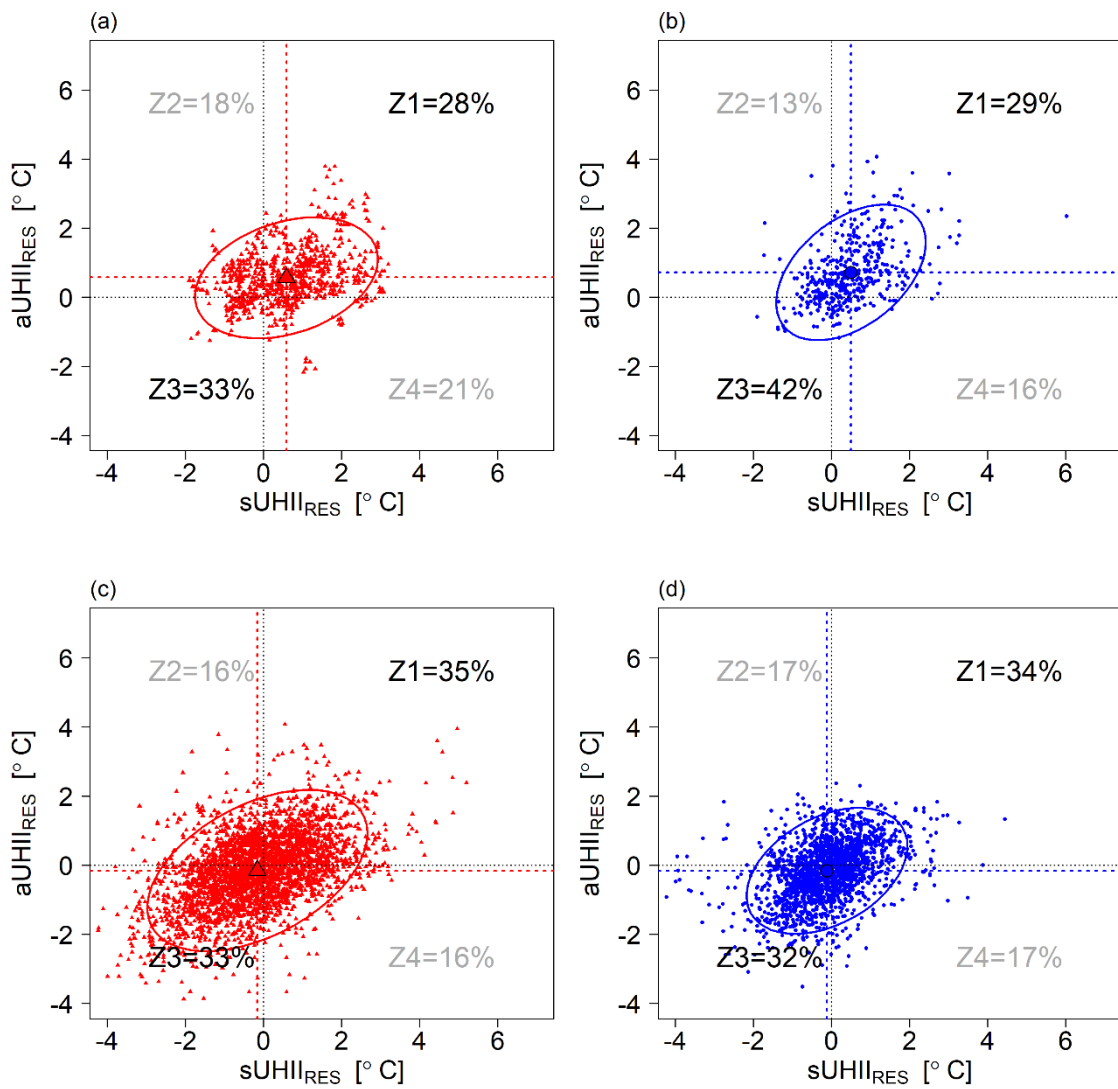 (a)
Z2=18%
Z1=28%
Z3=33%
Z4=21%
6
4
2
0
-2
-4
aUHII_RES [° C]
-4 -2 0 2 4 6
sUHII_RES [° C]
(b)
Z2=13%
Z1=29%
Z3=42%
Z4=16%
6
4
2
0
-2
-4
aUHII_RES [° C]
-4 -2 0 2 4 6
sUHII_RES [° C]
(c)
Z2=16%
Z1=35%
Z3=33%
Z4=16%
6
4
2
0
-2
-4
aUHII_RES [° C]
-4 -2 0 2 4 6
sUHII_RES [° C]
(d)
Z2=17%
Z1=34%
Z3=32%
Z4=17%
6
4
2
0
-2
-4
aUHII_RES [° C]
-4 -2 0 2 4 6
sUHII_RES [° C]